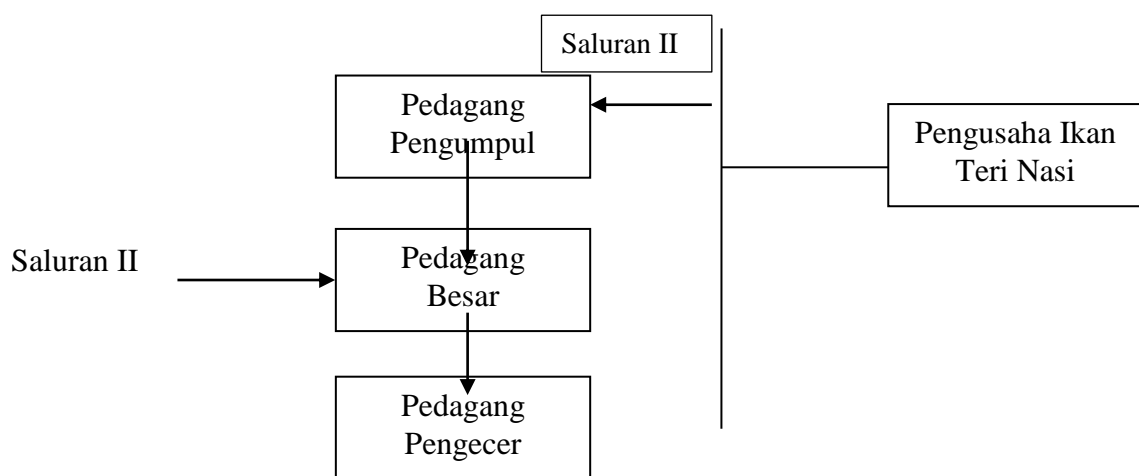 Saluran II
Pedagang
Pengumpul
Pengusaha Ikan
Teri Nasi
Saluran II
Pedagang
Besar
Pedagang
Pengecer